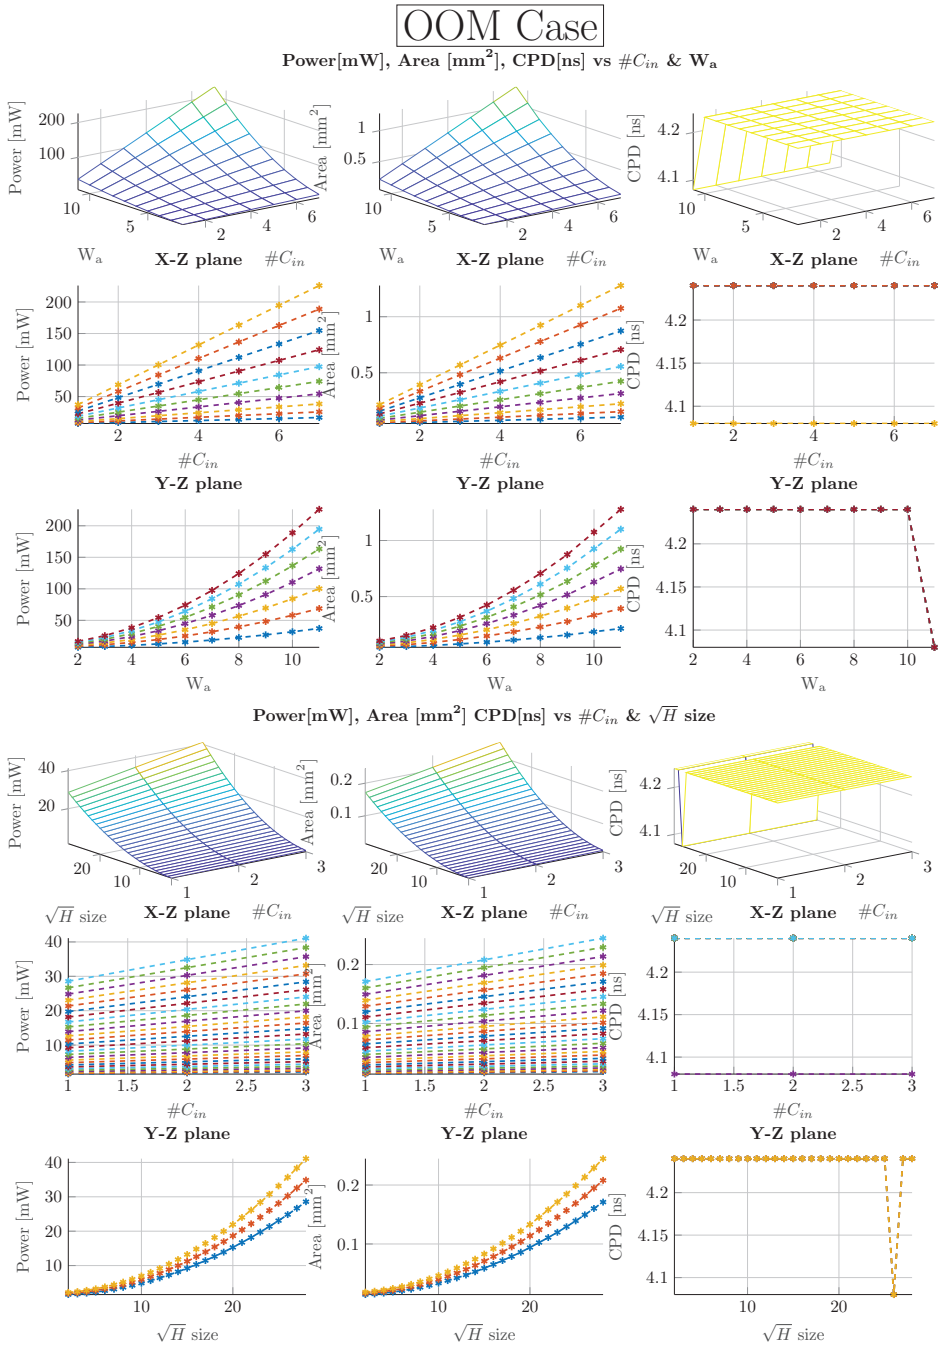 OOM Case
Power[mW], Area [mm²], CPD[ns] vs #C_in & W_a
Power [mW]
200
100
10
5
2
4
6
W_a
X-Z plane
#C_in
Area [mm²]
1
0.5
10
5
2
4
6
W_a
X-Z plane
#C_in
CPD [ns]
4.2
4.1
10
5
2
4
6
W_a
X-Z plane
#C_in
Power [mW]
200
150
100
50
2
4
6
#C_in
Y-Z plane
Area [mm²]
1
0.5
2
4
6
#C_in
Y-Z plane
CPD [ns]
4.2
4.15
4.1
2
4
6
#C_in
Y-Z plane
Power [mW]
200
150
100
50
2
4
6
8
10
W_a
Area [mm²]
1
0.5
2
4
6
8
10
W_a
CPD [ns]
4.2
4.15
4.1
2
4
6
8
10
W_a
Power[mW], Area [mm²] CPD[ns] vs #C_in & √H size
Power [mW]
40
20
20
10
1
2
3
√H size
X-Z plane
#C_in
Area [mm²]
0.2
0.1
20
10
1
2
3
√H size
X-Z plane
#C_in
CPD [ns]
4.2
4.1
20
10
1
2
3
√H size
X-Z plane
#C_in
Power [mW]
40
30
20
10
1
1.5
2
2.5
3
#C_in
Y-Z plane
Area [mm²]
0.2
0.1
1
1.5
2
2.5
3
#C_in
Y-Z plane
CPD [ns]
4.2
4.15
4.1
1
1.5
2
2.5
3
#C_in
Y-Z plane
Power [mW]
40
30
20
10
10
20
√H size
Area [mm²]
0.2
0.1
10
20
√H size
CPD [ns]
4.2
4.15
4.1
10
20
√H size